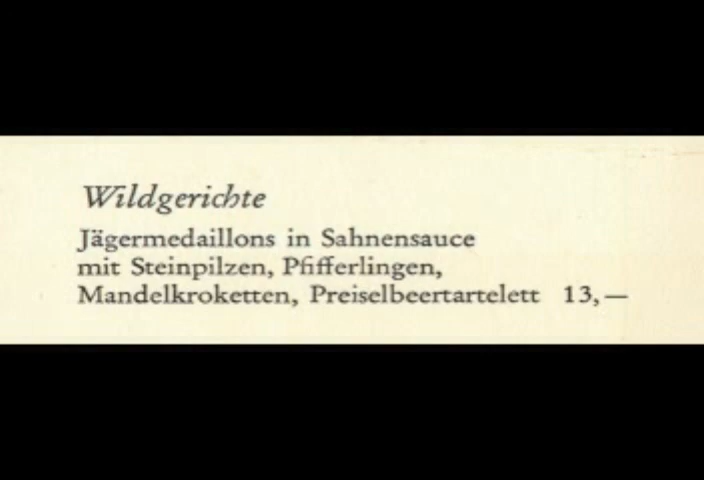 Wildgerichte
Jägermedaillons in Sahnensauce
mit Steinpilzen, Pfifferlingen,
Mandelkroketten, Preiselbeertartelett 13,—